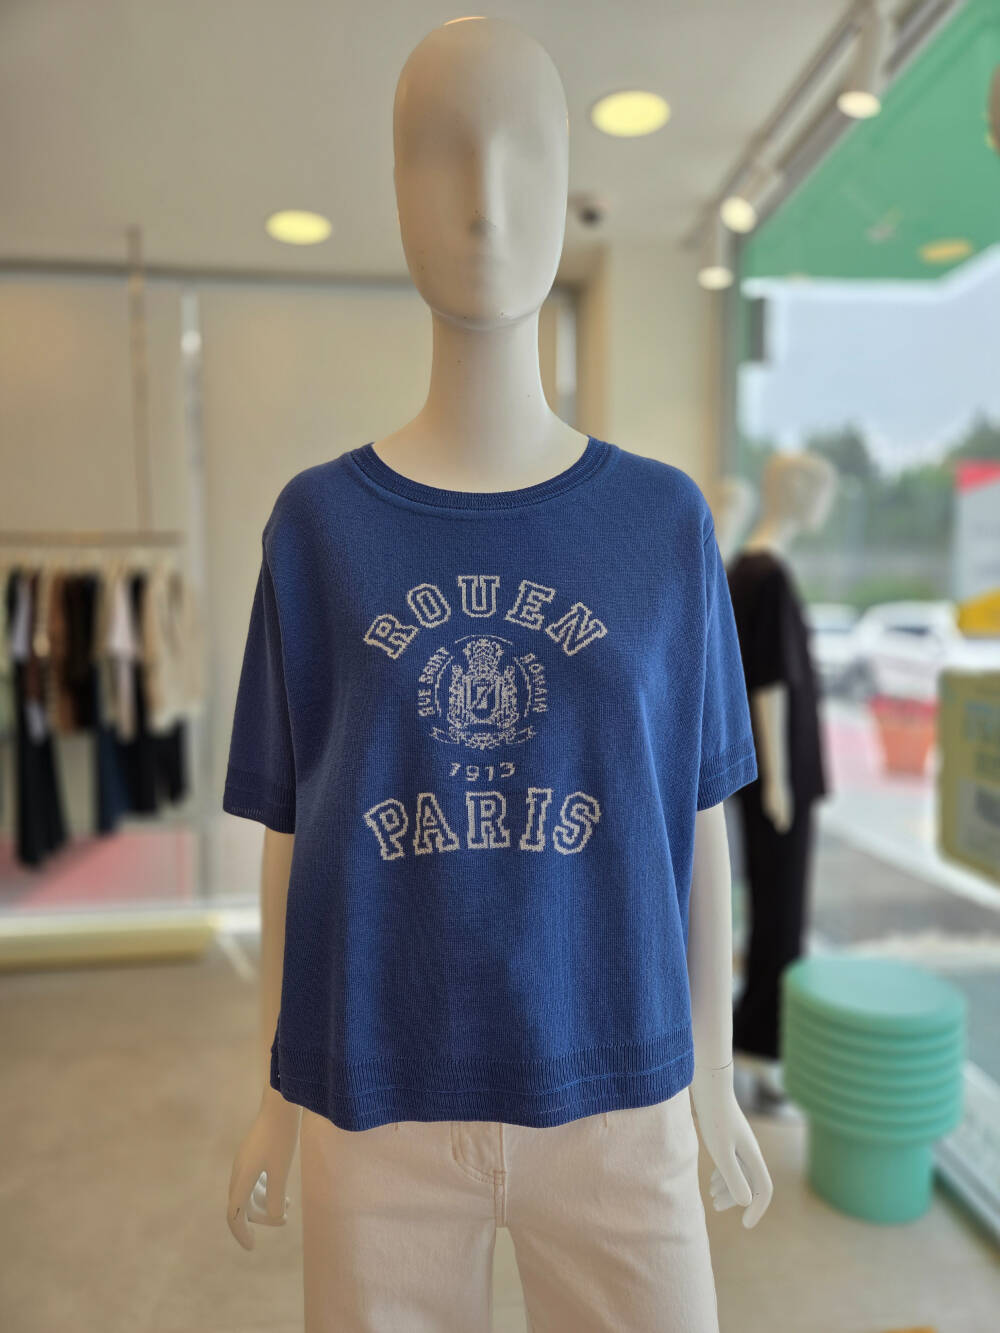 ROUEN
RUE SAINT ROMAIN
1913
PARIS